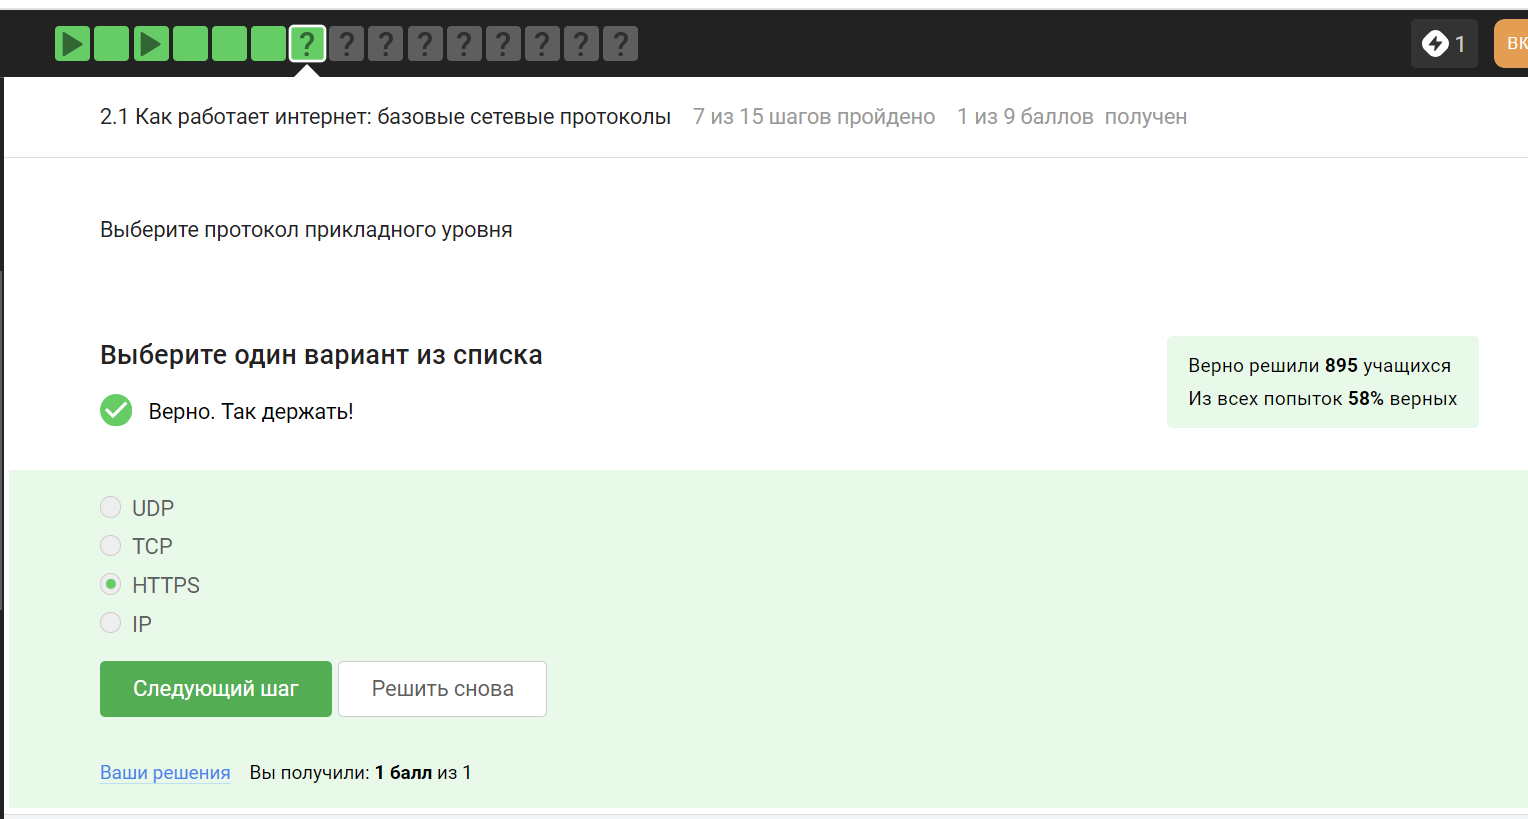 ? ? ? ? ? ? ? ? ?
1
ВК
2.1 Как работает интернет: базовые сетевые протоколы 7 из 15 шагов пройдено 1 из 9 баллов получен
Выберите протокол прикладного уровня
Выберите один вариант из списка
Верно. Так держать!
Верно решили 895 учащихся
Из всех попыток 58% верных
UDP
TCP
HTTPS
IP
Следующий шаг
Решить снова
Ваши решения Вы получили: 1 балл из 1